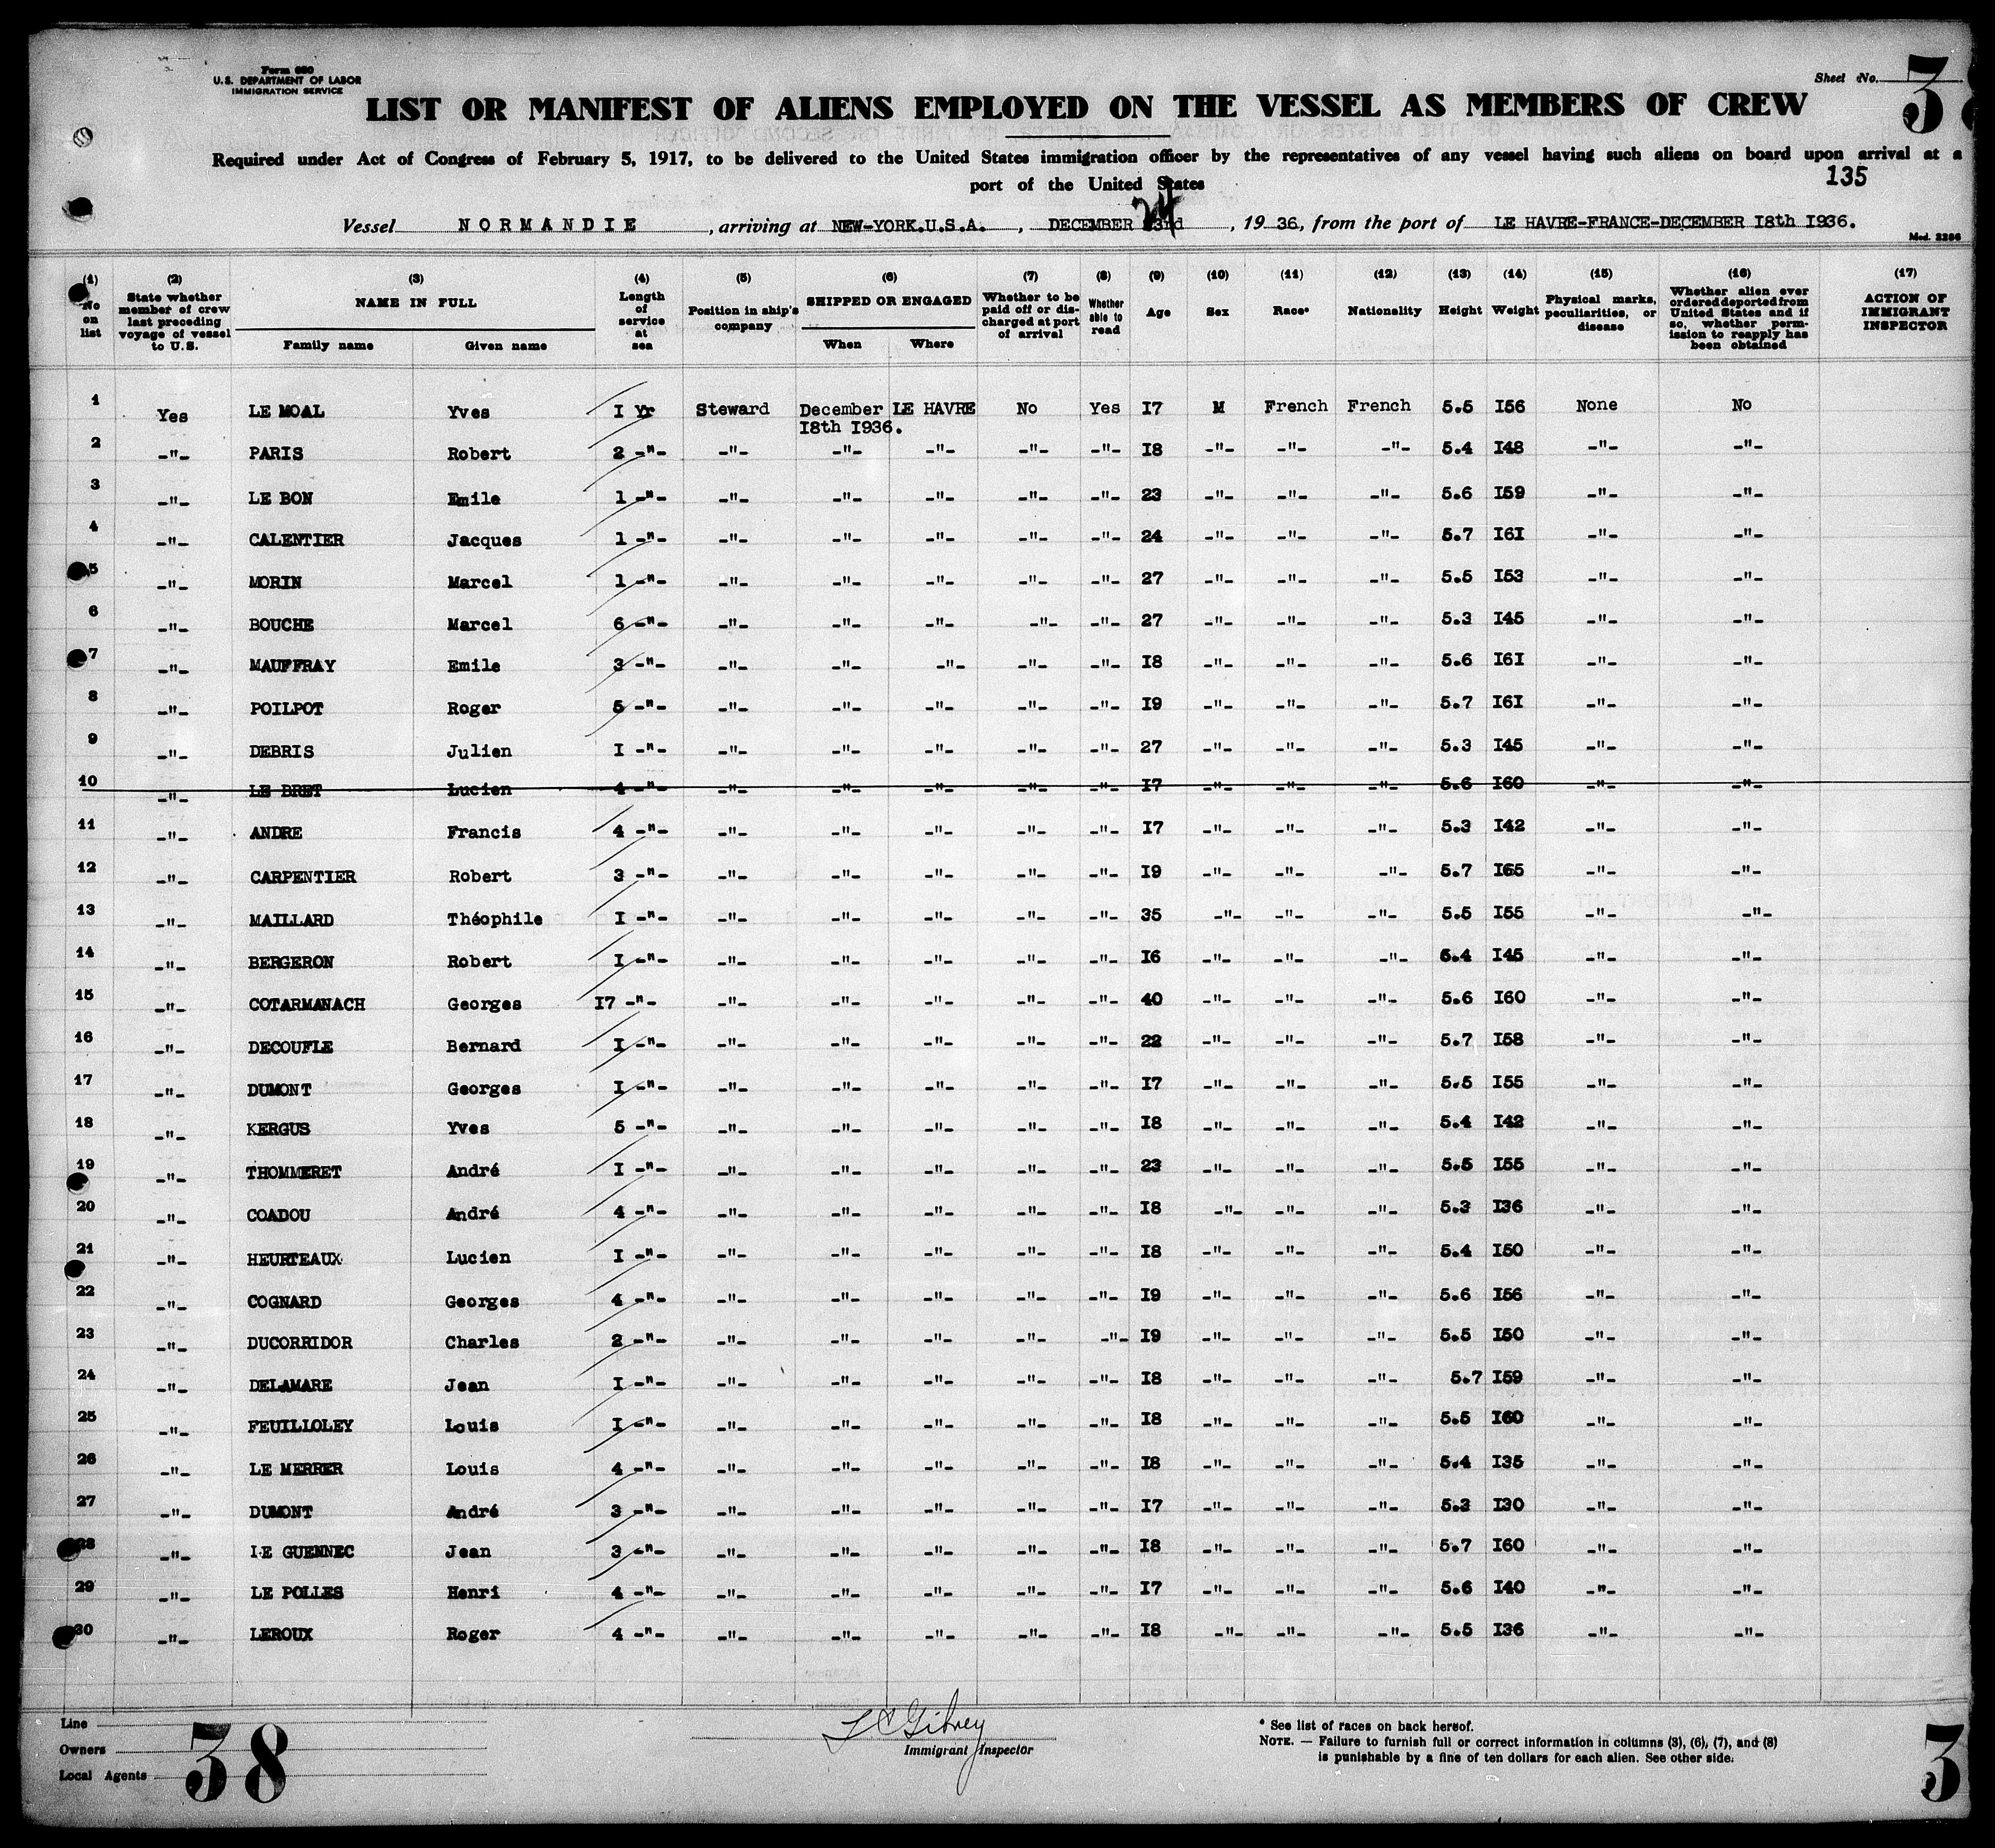 Form 680
U.S. DEPARTMENT OF LABOR
IMMIGRATION SERVICE
Sheet No. 3
LIST OR MANIFEST OF ALIENS EMPLOYED ON THE VESSEL AS MEMBERS OF CREW
Required under Act of Congress of February 5, 1917, to be delivered to the United States immigration officer by the representatives of any vessel having such aliens on board upon arrival at a
port of the United States
135
Vessel NORMANDIE, arriving at NEW-YORK.U.S.A., DECEMBER 24 23rd, 19 36, from the port of LE HAVRE-FRANCE-DECEMBER I8th I936.
Mod. 2286
(1) (2) (3) (4) (5) (6) (7) (8) (9) (10) (11) (12) (13) (14) (15) (16) (17)
No on list | State whether member of crew last preceding voyage of vessel to U.S. | NAME IN FULL Family name Given name | Length of service at sea | Position in ship's company | SHIPPED OR ENGAGED When Where | Whether to be paid off or discharged at port of arrival | Whether able to read | Age | Sex | Race* | Nationality | Height | Weight | Physical marks, peculiarities, or disease | Whether alien ever ordered deported from United States and if so, whether permission to reapply has been obtained | ACTION OF IMMIGRANT INSPECTOR
1 Yes LE MOAL Yves I Yr Steward December I8th I936. LE HAVRE No Yes I7 M French French 5.5 I56 None No
2 -"- PARIS Robert 2 -"- -"- -"- -"- -"- -"- I8 -"- -"- -"- 5.4 I48 -"- -"-
3 -"- LE BON Emile 1 -"- -"- -"- -"- -"- -"- 23 -"- -"- -"- 5.6 I59 -"- -"-
4 -"- CALENTIER Jacques 1 -"- -"- -"- -"- -"- -"- 24 -"- -"- -"- 5.7 I6I -"- -"-
5 -"- MORIN Marcel 1 -"- -"- -"- -"- -"- -"- 27 -"- -"- -"- 5.5 I53 -"- -"-
6 -"- BOUCHE Marcel 6 -"- -"- -"- -"- -"- -"- 27 -"- -"- -"- 5.3 I45 -"- -"-
7 -"- MAUFFRAY Emile 3 -"- -"- -"- -"- -"- -"- I8 -"- -"- -"- 5.6 I6I -"- -"-
8 -"- POILPOT Roger 5 -"- -"- -"- -"- -"- -"- I9 -"- -"- -"- 5.7 I6I -"- -"-
9 -"- DEBRIS Julien I -"- -"- -"- -"- -"- -"- 27 -"- -"- -"- 5.3 I45 -"- -"-
10 -"- LE BRET Lucien 4 -"- -"- -"- -"- -"- -"- I7 -"- -"- -"- 5.6 I60 -"- -"-
11 -"- ANDRE Francis 4 -"- -"- -"- -"- -"- -"- I7 -"- -"- -"- 5.3 I42 -"- -"-
12 -"- CARPENTIER Robert 3 -"- -"- -"- -"- -"- -"- I9 -"- -"- -"- 5.7 I65 -"- -"-
13 -"- MAILLARD Théophile I -"- -"- -"- -"- -"- -"- 35 -"- -"- -"- 5.5 I55 -"- -"-
14 -"- BERGERON Robert I -"- -"- -"- -"- -"- -"- I6 -"- -"- -"- 5.4 I45 -"- -"-
15 -"- COTARMANACH Georges I7 -"- -"- -"- -"- -"- -"- 40 -"- -"- -"- 5.6 I60 -"- -"-
16 -"- DECOUFLE Bernard I -"- -"- -"- -"- -"- -"- 22 -"- -"- -"- 5.7 I58 -"- -"-
17 -"- DUMONT Georges I -"- -"- -"- -"- -"- -"- I7 -"- -"- -"- 5.5 I55 -"- -"-
18 -"- KERGUS Yves 5 -"- -"- -"- -"- -"- -"- I8 -"- -"- -"- 5.4 I42 -"- -"-
19 -"- THOMMERET André I -"- -"- -"- -"- -"- -"- 23 -"- -"- -"- 5.5 I55 -"- -"-
20 -"- COADOU André 4 -"- -"- -"- -"- -"- -"- I8 -"- -"- -"- 5.3 I36 -"- -"-
21 -"- HEURTEAUX Lucien I -"- -"- -"- -"- -"- -"- I8 -"- -"- -"- 5.4 I50 -"- -"-
22 -"- COGNARD Georges 4 -"- -"- -"- -"- -"- -"- I9 -"- -"- -"- 5.6 I56 -"- -"-
23 -"- DUCORRIDOR Charles 2 -"- -"- -"- -"- -"- -"- I9 -"- -"- -"- 5.5 I50 -"- -"-
24 -"- DELAMARE Jean I -"- -"- -"- -"- -"- -"- I8 -"- -"- -"- 5.7 I59 -"- -"-
25 -"- FEUILLOLEY Louis I -"- -"- -"- -"- -"- -"- I8 -"- -"- -"- 5.5 I60 -"- -"-
26 -"- LE MERRER Louis 4 -"- -"- -"- -"- -"- -"- I8 -"- -"- -"- 5.4 I35 -"- -"-
27 -"- DUMONT André 3 -"- -"- -"- -"- -"- -"- I7 -"- -"- -"- 5.3 I30 -"- -"-
28 -"- LE GUENNEC Jean 3 -"- -"- -"- -"- -"- -"- I8 -"- -"- -"- 5.7 I60 -"- -"-
29 -"- LE POLLES Henri 4 -"- -"- -"- -"- -"- -"- I7 -"- -"- -"- 5.6 I40 -"- -"-
30 -"- LEROUX Roger 4 -"- -"- -"- -"- -"- -"- I8 -"- -"- -"- 5.5 I36 -"- -"-
Line
Owners
Local Agents
38
L C Gibney
Immigrant Inspector
* See list of races on back hereof.
NOTE. — Failure to furnish full or correct information in columns (3), (6), (7), and (8)
is punishable by a fine of ten dollars for each alien. See other side.
3